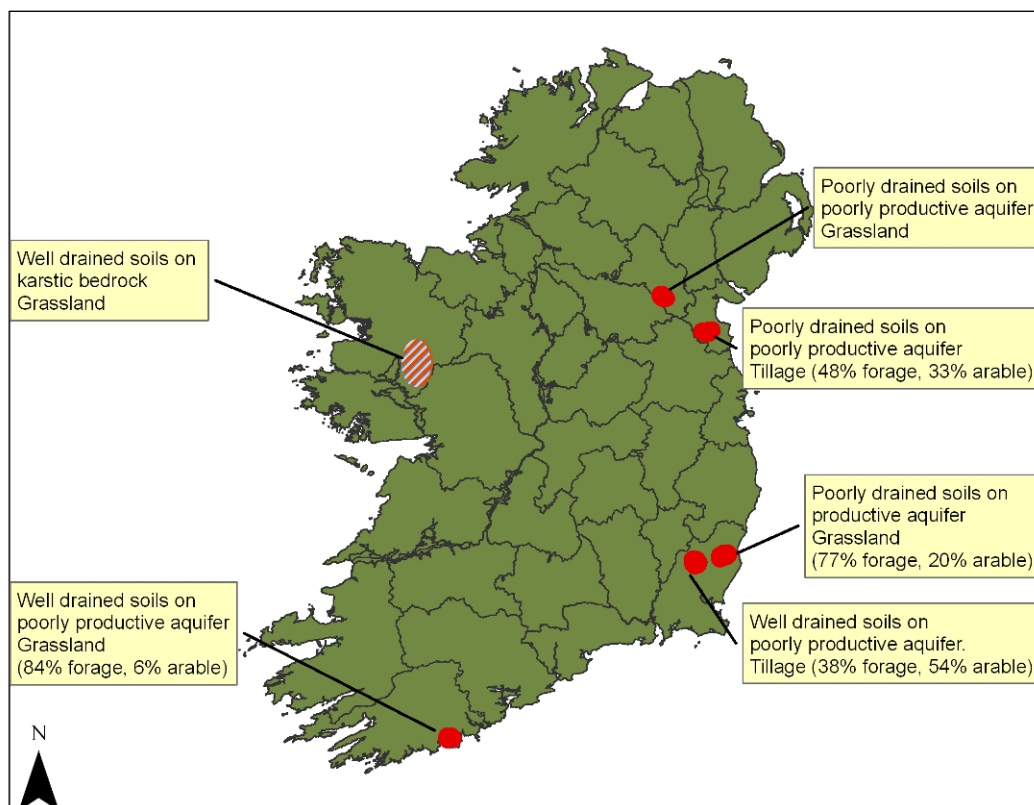 Poorly drained soils on
poorly productive aquifer
Grassland
Well drained soils on
karstic bedrock
Grassland
Poorly drained soils on
poorly productive aquifer
Tillage (48% forage, 33% arable)
Poorly drained soils on
productive aquifer
Grassland
(77% forage, 20% arable)
Well drained soils on
poorly productive aquifer
Grassland
(84% forage, 6% arable)
Well drained soils on
poorly productive aquifer.
Tillage (38% forage, 54% arable)
N